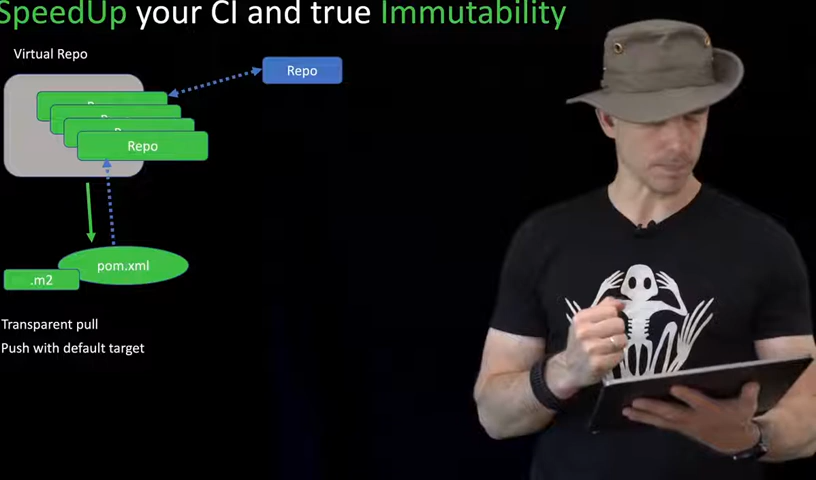 SpeedUp your CI and true Immutability
Virtual Repo
Repo
Repo
pom.xml
.m2
Transparent pull
Push with default target